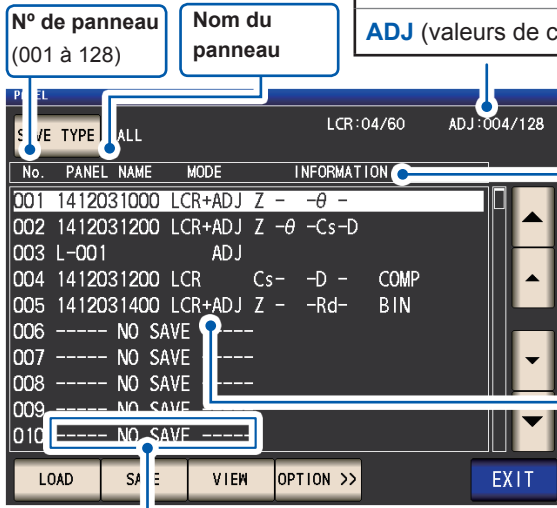 Nº de panneau
(001 à 128)
Nom du
panneau
ADJ (valeurs de c
LCR:04/60 ADJ:004/128
TYPE ALL
No. PANEL NAME MODE INFORMATION
001 1412031000 LCR+ADJ Z - -θ -
002 1412031200 LCR+ADJ Z -θ -Cs-D
003 L-001 ADJ
004 1412031200 LCR Cs- -D - COMP
005 1412031400 LCR+ADJ Z - -Rd- BIN
006 ----- NO SAVE -----
007 ----- NO SAVE -----
008 ----- NO SAVE -----
009 ----- NO SAVE -----
010 ----- NO SAVE -----
LOAD VIEW OPTION >> EXIT